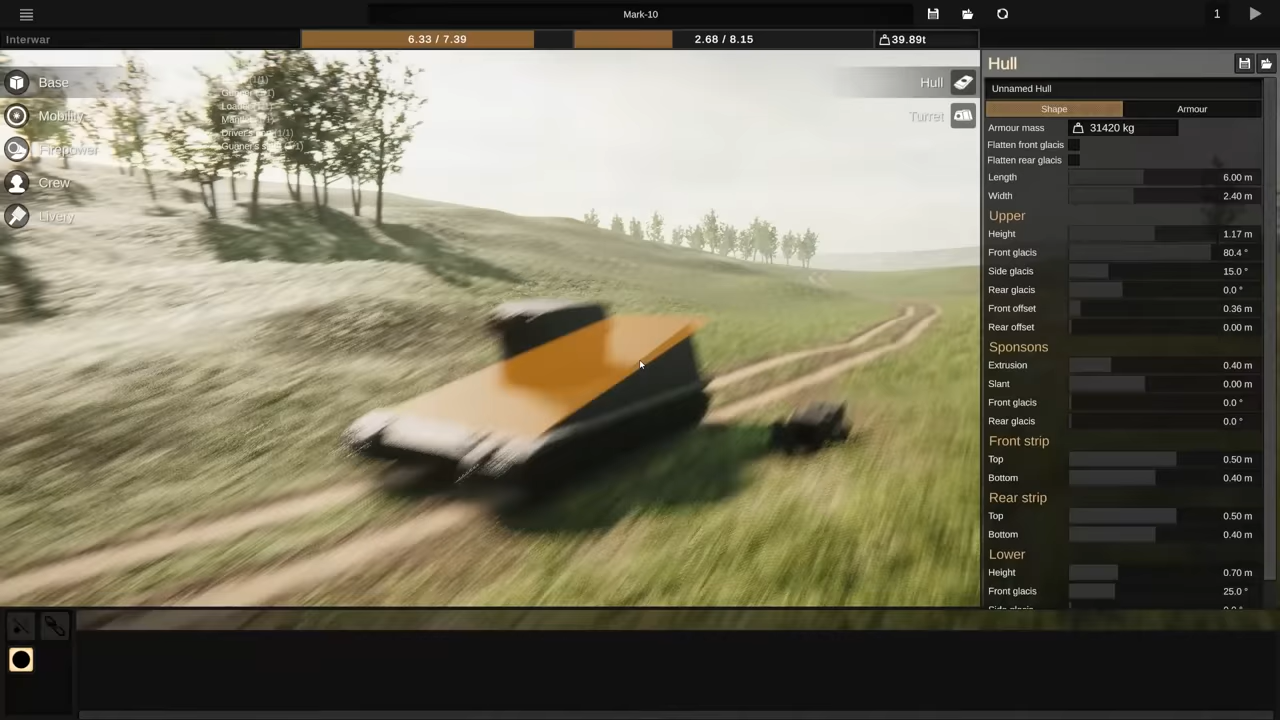 Mark-10
1
Interwar
6.33 / 7.39
2.68 / 8.15
39.89t
Base
Mobility
Firepower
Crew
Livery
Driver's
Hull
Turret
Hull
Unnamed Hull
Shape
Armour
Armour mass
31420 kg
Flatten front glacis
Flatten rear glacis
Length
6.00 m
Width
2.40 m
Upper
Height
1.17 m
Front glacis
80.4 °
Side glacis
15.0 °
Rear glacis
0.0 °
Front offset
0.36 m
Rear offset
0.00 m
Sponsons
Extrusion
0.40 m
Slant
0.00 m
Front glacis
0.0 °
Rear glacis
0.0 °
Front strip
Top
0.50 m
Bottom
0.40 m
Rear strip
Top
0.50 m
Bottom
0.40 m
Lower
Height
0.70 m
Front glacis
25.0 °